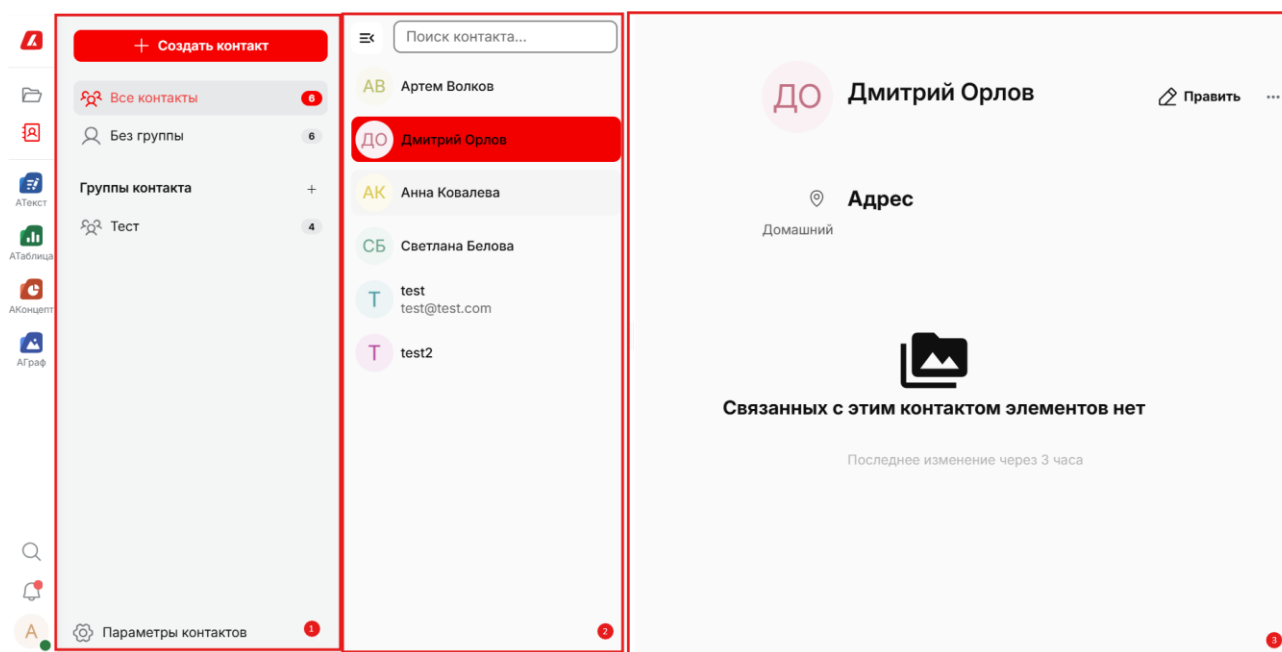 Создать контакт
Все контакты 6
Без группы 6
Группы контакта +
Тест 4
Параметры контактов 1
АТекст
АТаблица
АКонцепт
АГраф
А
Поиск контакта...
АВ Артем Волков
ДО Дмитрий Орлов
АК Анна Ковалева
СБ Светлана Белова
T test
test@test.com
T test2
2
ДО Дмитрий Орлов
Править ...
Адрес
Домашний
Связанных с этим контактом элементов нет
Последнее изменение через 3 часа
3